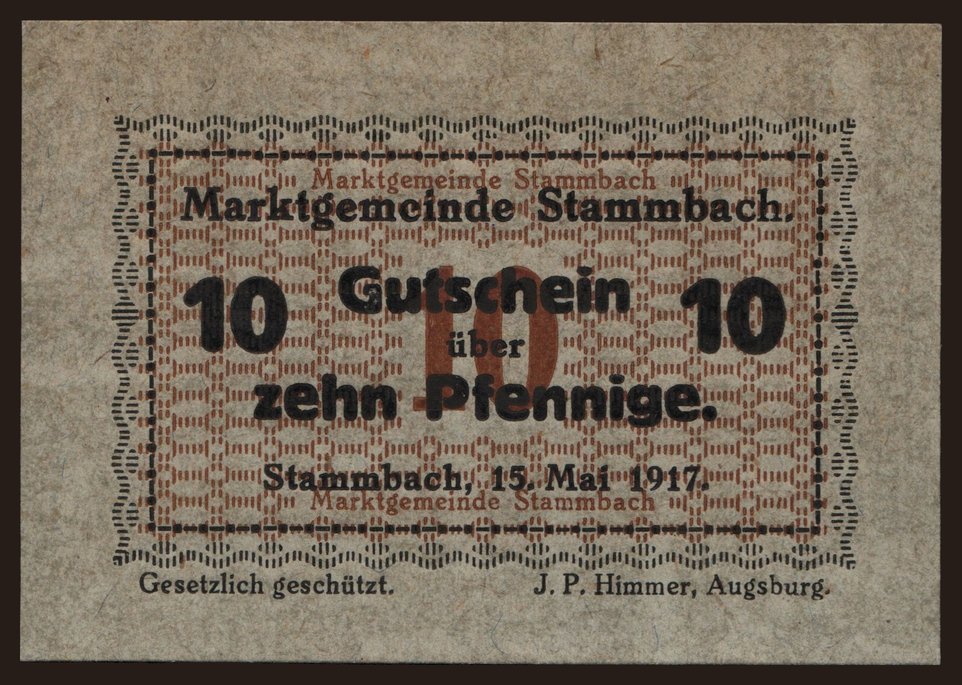 Marktgemeinde Stammbach
Marktgemeinde Stammbach.
10 Gutschein 10
10
über
zehn Pfennige.
Stammbach, 15. Mai 1917.
Marktgemeinde Stammbach
Gesetzlich geschützt. J. P. Himmer, Augsburg.